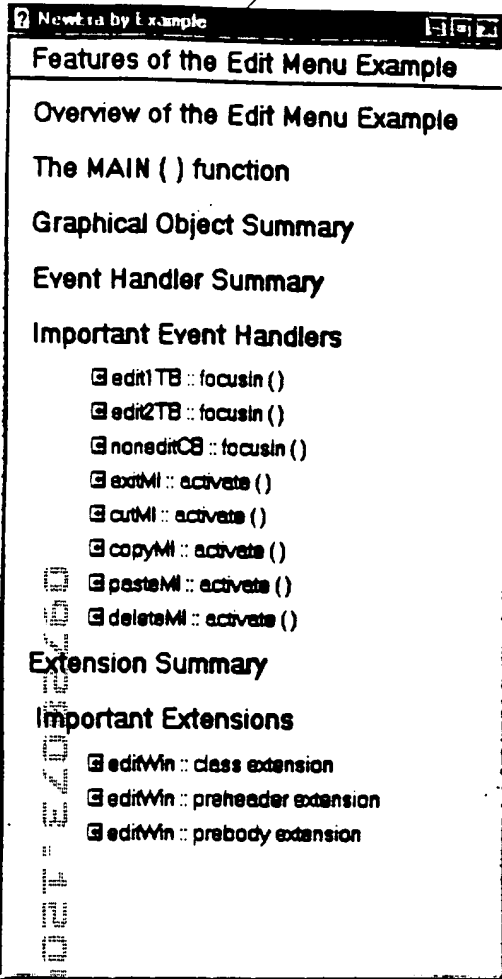 NewEra by Example
Features of the Edit Menu Example
Overview of the Edit Menu Example
The MAIN ( ) function
Graphical Object Summary
Event Handler Summary
Important Event Handlers
edit1TB :: focusIn ( )
edit2TB :: focusIn ( )
noneditCB :: focusIn ( )
exitMI :: activate ( )
cutMI :: activate ( )
copyMI :: activate ( )
pasteMI :: activate ( )
deleteMI :: activate ( )
Extension Summary
Important Extensions
editWin :: class extension
editWin :: preheader extension
editWin :: prebody extension